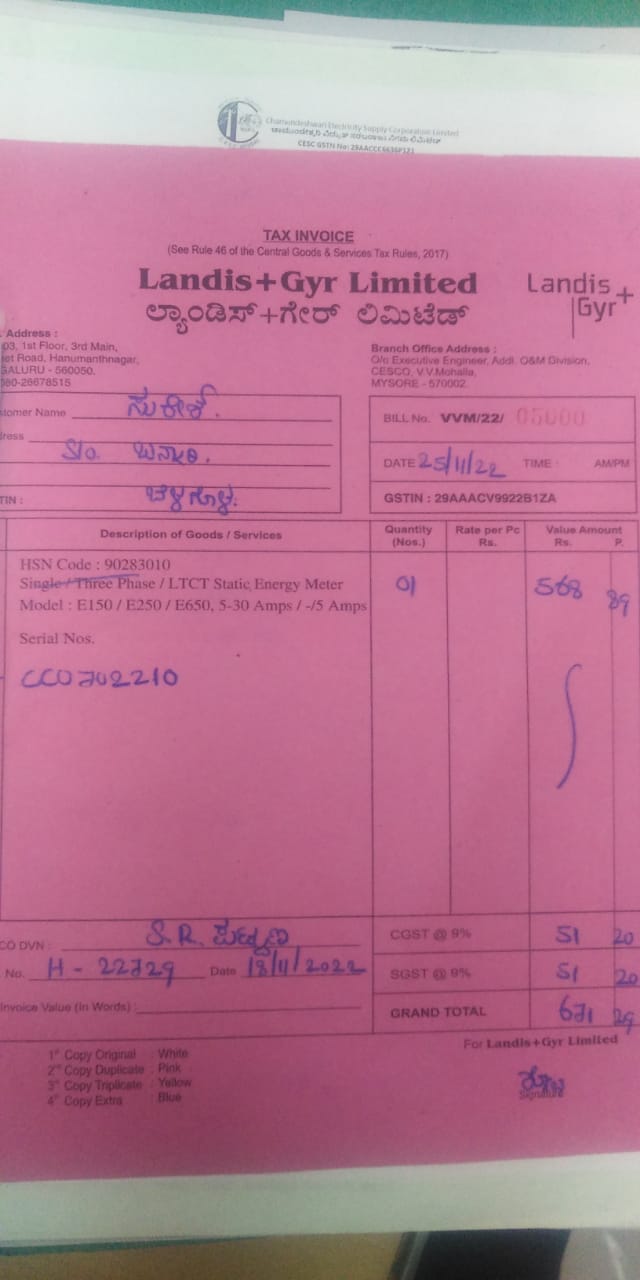 Chamundeshwari Electricity Supply Corporation Limited
ಚಾಮುಂಡೇಶ್ವರಿ ವಿದ್ಯುತ್ ಸರಬರಾಜು ನಿಗಮ ಲಿಮಿಟೆಡ್
CESC GSTN No: 29AACCC6636P1Z1
TAX INVOICE
(See Rule 46 of the Central Goods & Services Tax Rules, 2017)
Landis+Gyr Limited
ಲ್ಯಾಂಡಿಸ್+ಗೇರ್ ಲಿಮಿಟೆಡ್
Landis+
Gyr
Address :
03, 1st Floor, 3rd Main,
Road, Hanumanthnagar,
GALURU - 560050.
080-26678515
Branch Office Address :
O/o Executive Engineer, Addl. O&M Division,
CESCO, V.V.Mohalla,
MYSORE - 570002.
tomer Name ಸುರೇಶ್.
dress S/o.
TIN : ಬೆಳಗೊಳ.
BILL No. VVM/22/ 05000
DATE 25/11/22 TIME : AM/PM
GSTIN : 29AAACV9922B1ZA
Description of Goods / Services Quantity (Nos.) Rate per Pc Rs. Value Amount Rs. P.
HSN Code : 90283010
Single / Three Phase / LTCT Static Energy Meter 01 568 89
Model : E150 / E250 / E650, 5-30 Amps / -/5 Amps
Serial Nos.
CC0702210
CO DVN : S.R.
No. H - 22729 Date 18/11/2022
Invoice Value (In Words) :
CGST @ 9% 51 20
SGST @ 9% 51 20
GRAND TOTAL 671 29
For Landis+Gyr Limited
1st Copy Original : White
2nd Copy Duplicate : Pink
3rd Copy Triplicate : Yellow
4th Copy Extra : Blue
Signature